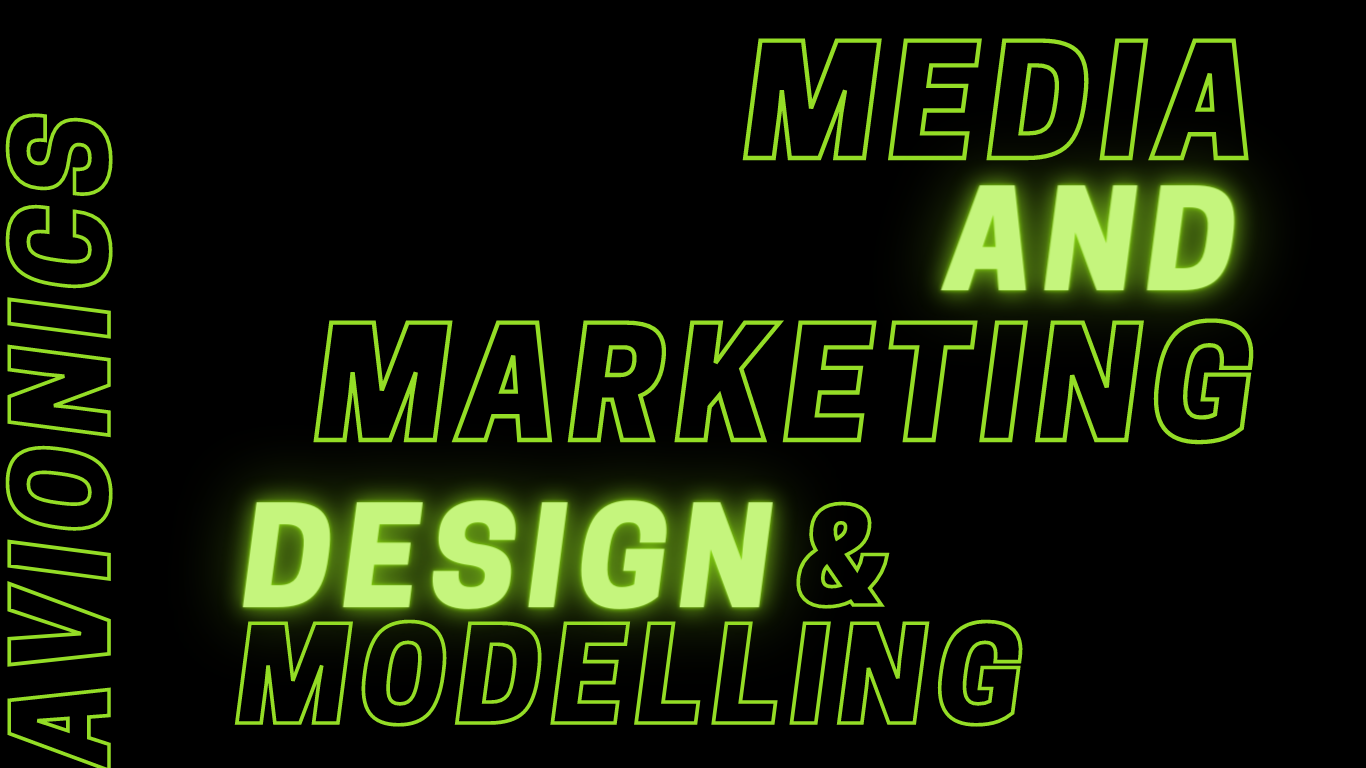 MEDIA
AND
MARKETING
DESIGN &
MODELLING
AVIONICS